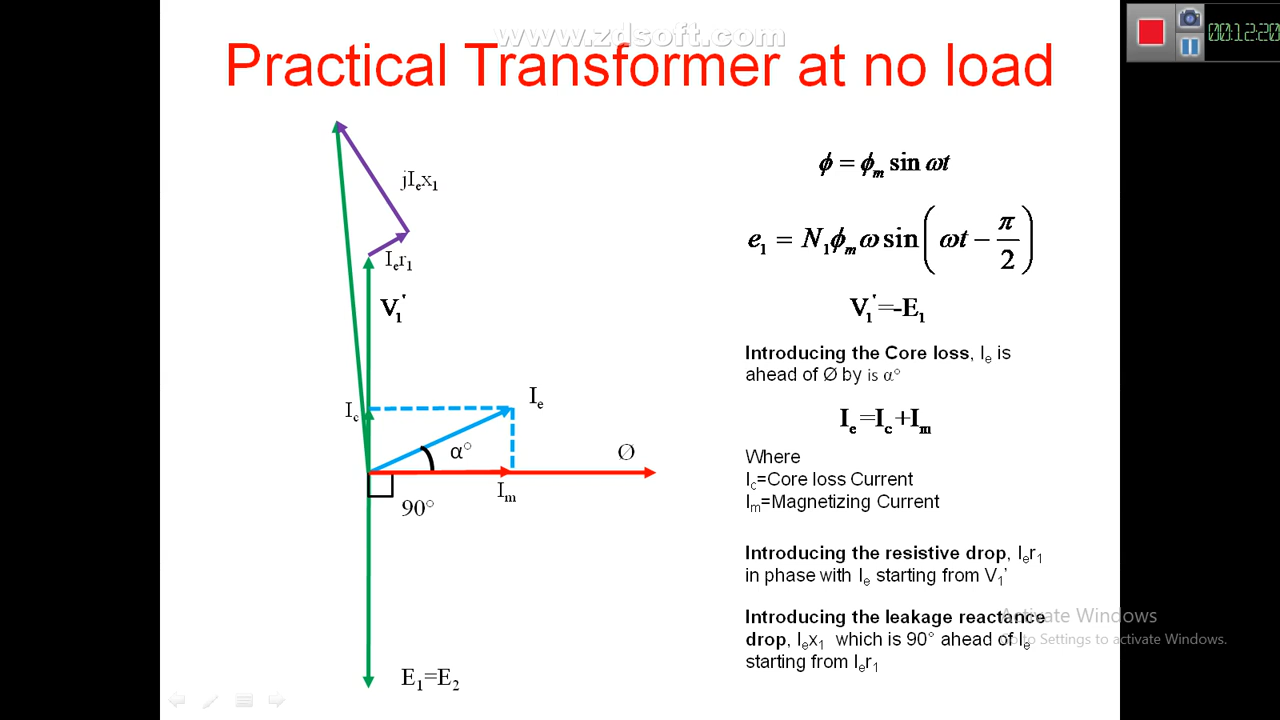 www.zdsoft.com
00:12:20
Practical Transformer at no load
jIₑx₁
Iₑr₁
V₁'
I꜀
Iₑ
α°
Ø
Iₘ
90°
E₁=E₂
ϕ = ϕₘ sin ωt
e₁ = N₁ϕₘω sin(ωt − π/2)
V₁'=-E₁
Introducing the Core loss, Iₑ is
ahead of Ø by is α°
Iₑ=I꜀+Iₘ
Where
I꜀=Core loss Current
Iₘ=Magnetizing Current
Introducing the resistive drop, Iₑr₁
in phase with Iₑ starting from V₁'
Introducing the leakage reactance
drop, Iₑx₁ which is 90° ahead of Iₑ
starting from Iₑr₁
Activate Windows
Go to Settings to activate Windows.